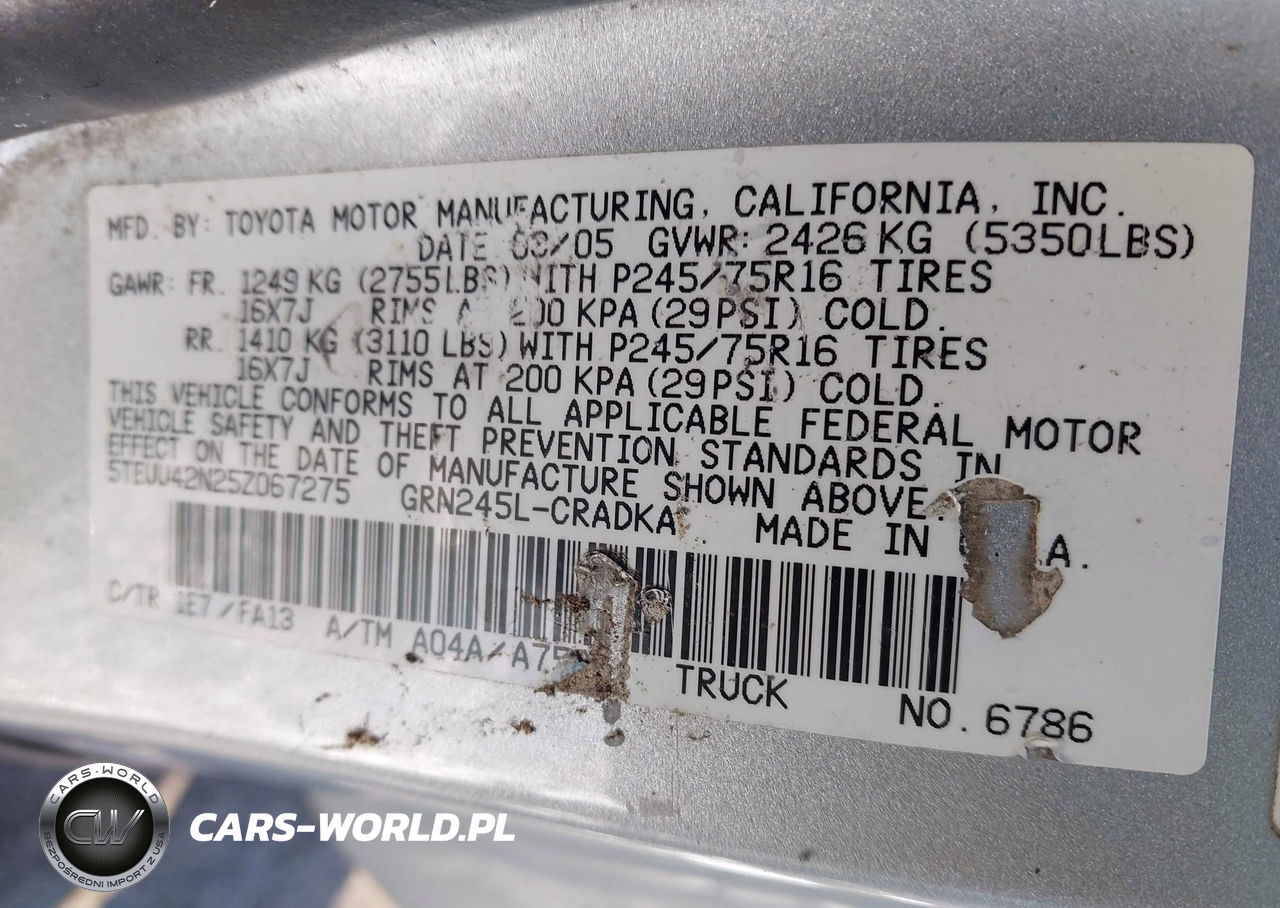 MFD. BY: TOYOTA MOTOR MANUFACTURING, CALIFORNIA, INC.
DATE 03/05 GVWR: 2426 KG (5350LBS)
GAWR: FR. 1249 KG (2755LBS) WITH P245/75R16 TIRES
16X7J RIMS AT 200 KPA (29PSI) COLD.
RR. 1410 KG (3110 LBS) WITH P245/75R16 TIRES
16X7J RIMS AT 200 KPA (29PSI) COLD.
THIS VEHICLE CONFORMS TO ALL APPLICABLE FEDERAL MOTOR
VEHICLE SAFETY AND THEFT PREVENTION STANDARDS IN
EFFECT ON THE DATE OF MANUFACTURE SHOWN ABOVE.
5TEUU42N25Z067275 GRN245L-CRADKA MADE IN
C/TR 1E7/FA13 A/TM A04A/
TRUCK NO. 6786
CARS-WORLD
CW
BEZPOŚREDNI IMPORT Z USA
CARS-WORLD.PL